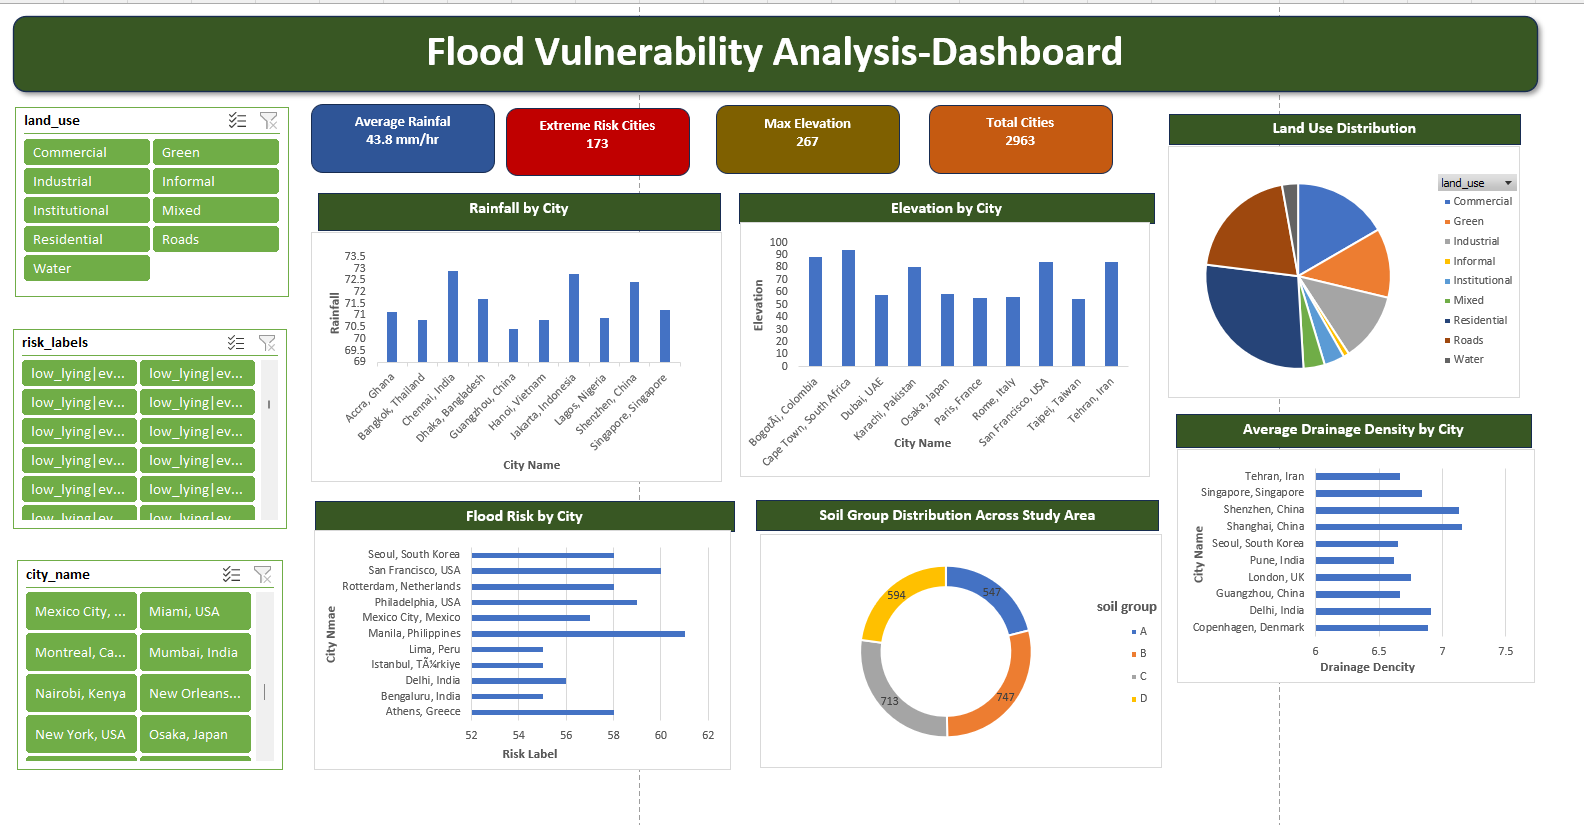 Flood Vulnerability Analysis-Dashboard
land_use
Commercial
Green
Industrial
Informal
Institutional
Mixed
Residential
Roads
Water
risk_labels
low_lying|ev...
low_lying|ev...
low_lying|ev...
low_lying|ev...
low_lying|ev...
low_lying|ev...
low_lying|ev...
low_lying|ev...
low_lying|ev...
low_lying|ev...
low_lying|ev
low_lying|ev
city_name
Mexico City, ...
Miami, USA
Montreal, Ca...
Mumbai, India
Nairobi, Kenya
New Orleans...
New York, USA
Osaka, Japan
Average Rainfal
43.8 mm/hr
Extreme Risk Cities
173
Max Elevation
267
Total Cities
2963
Rainfall by City
Rainfall
73.5
73
72.5
72
71.5
71
70.5
70
69.5
69
Accra, Ghana
Bangkok, Thailand
Chennai, India
Dhaka, Bangladesh
Guangzhou, China
Hanoi, Vietnam
Jakarta, Indonesia
Lagos, Nigeria
Shenzhen, China
Singapore, Singapore
City Name
Elevation by City
Elevation
100
90
80
70
60
50
40
30
20
10
0
BogotÃ¡, Colombia
Cape Town, South Africa
Dubai, UAE
Karachi, Pakistan
Osaka, Japan
Paris, France
Rome, Italy
San Francisco, USA
Taipei, Taiwan
Tehran, Iran
City Name
Land Use Distribution
land_use
Commercial
Green
Industrial
Informal
Institutional
Mixed
Residential
Roads
Water
Flood Risk by City
City Nmae
Seoul, South Korea
San Francisco, USA
Rotterdam, Netherlands
Philadelphia, USA
Mexico City, Mexico
Manila, Philippines
Lima, Peru
Istanbul, TÃ¼rkiye
Delhi, India
Bengaluru, India
Athens, Greece
52 54 56 58 60 62
Risk Label
Soil Group Distribution Across Study Area
594
547
713
747
soil group
A
B
C
D
Average Drainage Density by City
City Name
Tehran, Iran
Singapore, Singapore
Shenzhen, China
Shanghai, China
Seoul, South Korea
Pune, India
London, UK
Guangzhou, China
Delhi, India
Copenhagen, Denmark
6 6.5 7 7.5
Drainage Dencity